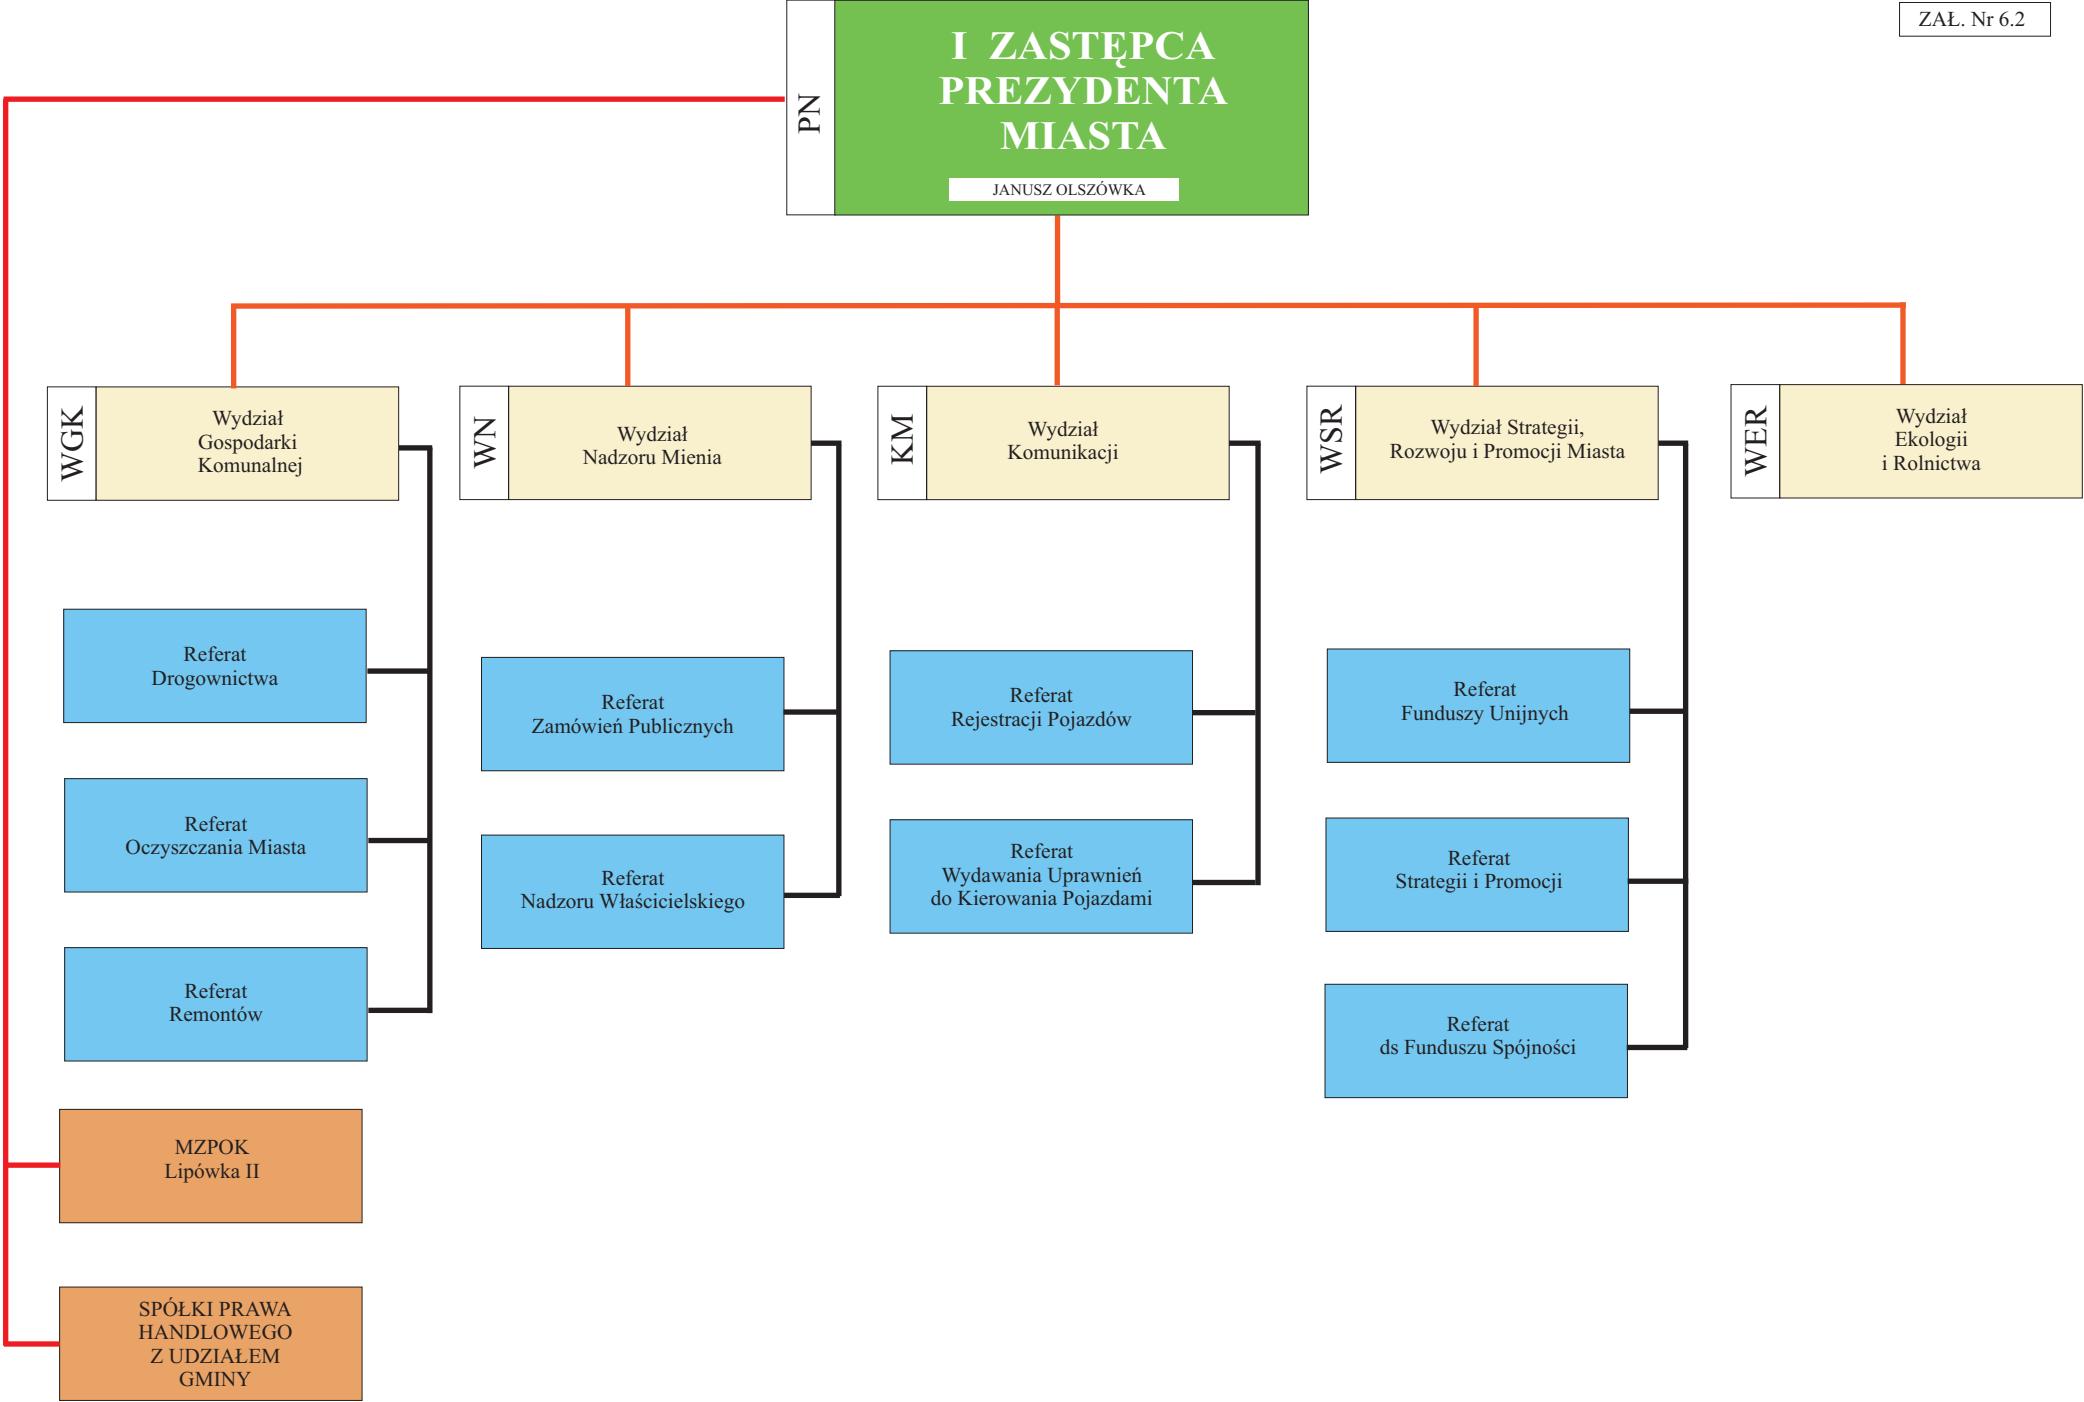 ZAŁ. Nr 6.2
PN
I ZASTĘPCA
PREZYDENTA
MIASTA
JANUSZ OLSZÓWKA
WGK
Wydział
Gospodarki
Komunalnej
WN
Wydział
Nadzoru Mienia
KM
Wydział
Komunikacji
WSR
Wydział Strategii,
Rozwoju i Promocji Miasta
WER
Wydział
Ekologii
i Rolnictwa
Referat
Drogownictwa
Referat
Oczyszczania Miasta
Referat
Remontów
Referat
Zamówień Publicznych
Referat
Nadzoru Właścicielskiego
Referat
Rejestracji Pojazdów
Referat
Wydawania Uprawnień
do Kierowania Pojazdami
Referat
Funduszy Unijnych
Referat
Strategii i Promocji
Referat
ds Funduszu Spójności
MZPOK
Lipówka II
SPÓŁKI PRAWA
HANDLOWEGO
Z UDZIAŁEM
GMINY